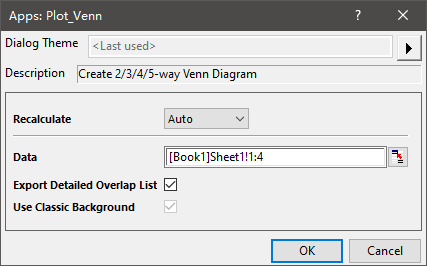 Apps: Plot_Venn
Dialog Theme <Last used>
Description Create 2/3/4/5-way Venn Diagram
Recalculate Auto
Data [Book1]Sheet1!1:4
Export Detailed Overlap List
Use Classic Background
OK Cancel